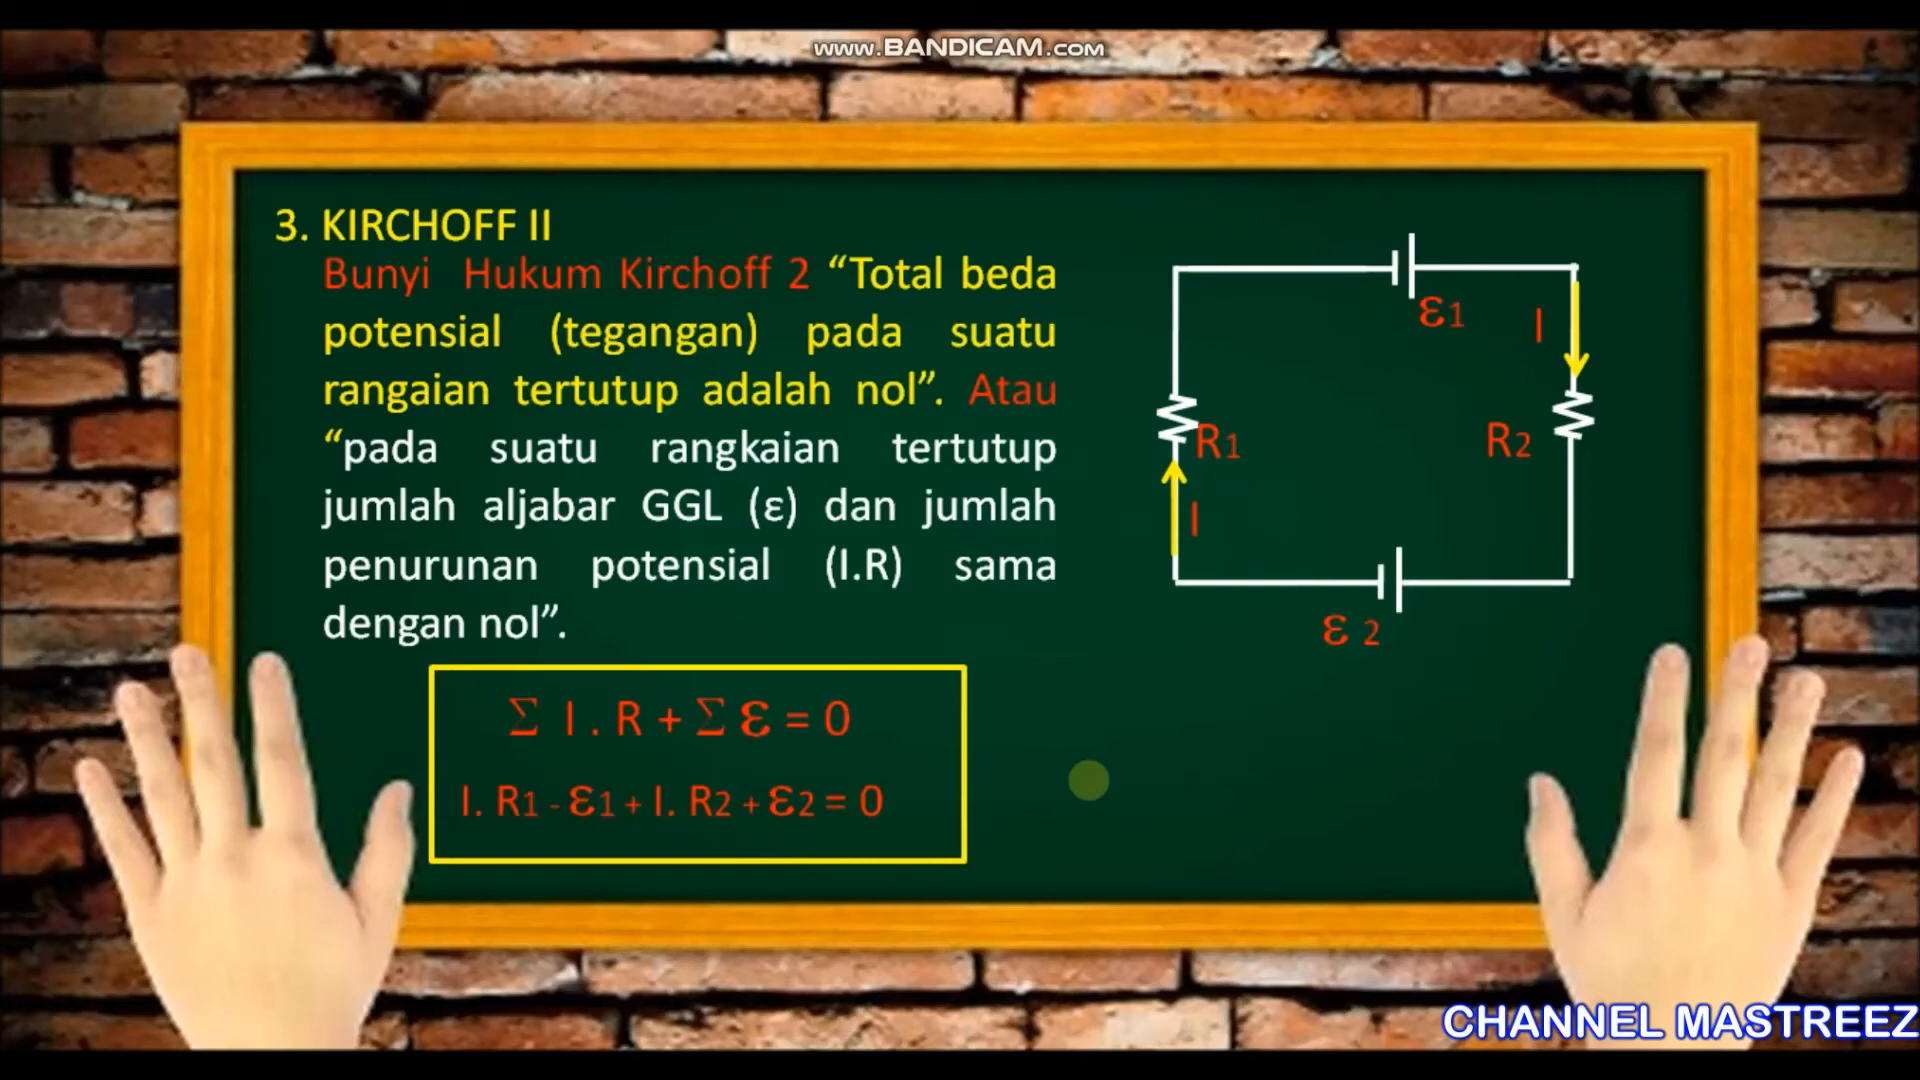 www.BANDICAM.com
3. KIRCHOFF II
Bunyi Hukum Kirchoff 2 “Total beda
potensial (tegangan) pada suatu
rangaian tertutup adalah nol”. Atau
“pada suatu rangkaian tertutup
jumlah aljabar GGL (ε) dan jumlah
penurunan potensial (I.R) sama
dengan nol”.
Σ I . R + Σ ε = 0
I. R1 - ε1 + I. R2 + ε2 = 0
ε1
I
R1
R2
I
ε 2
CHANNEL MASTREEZ